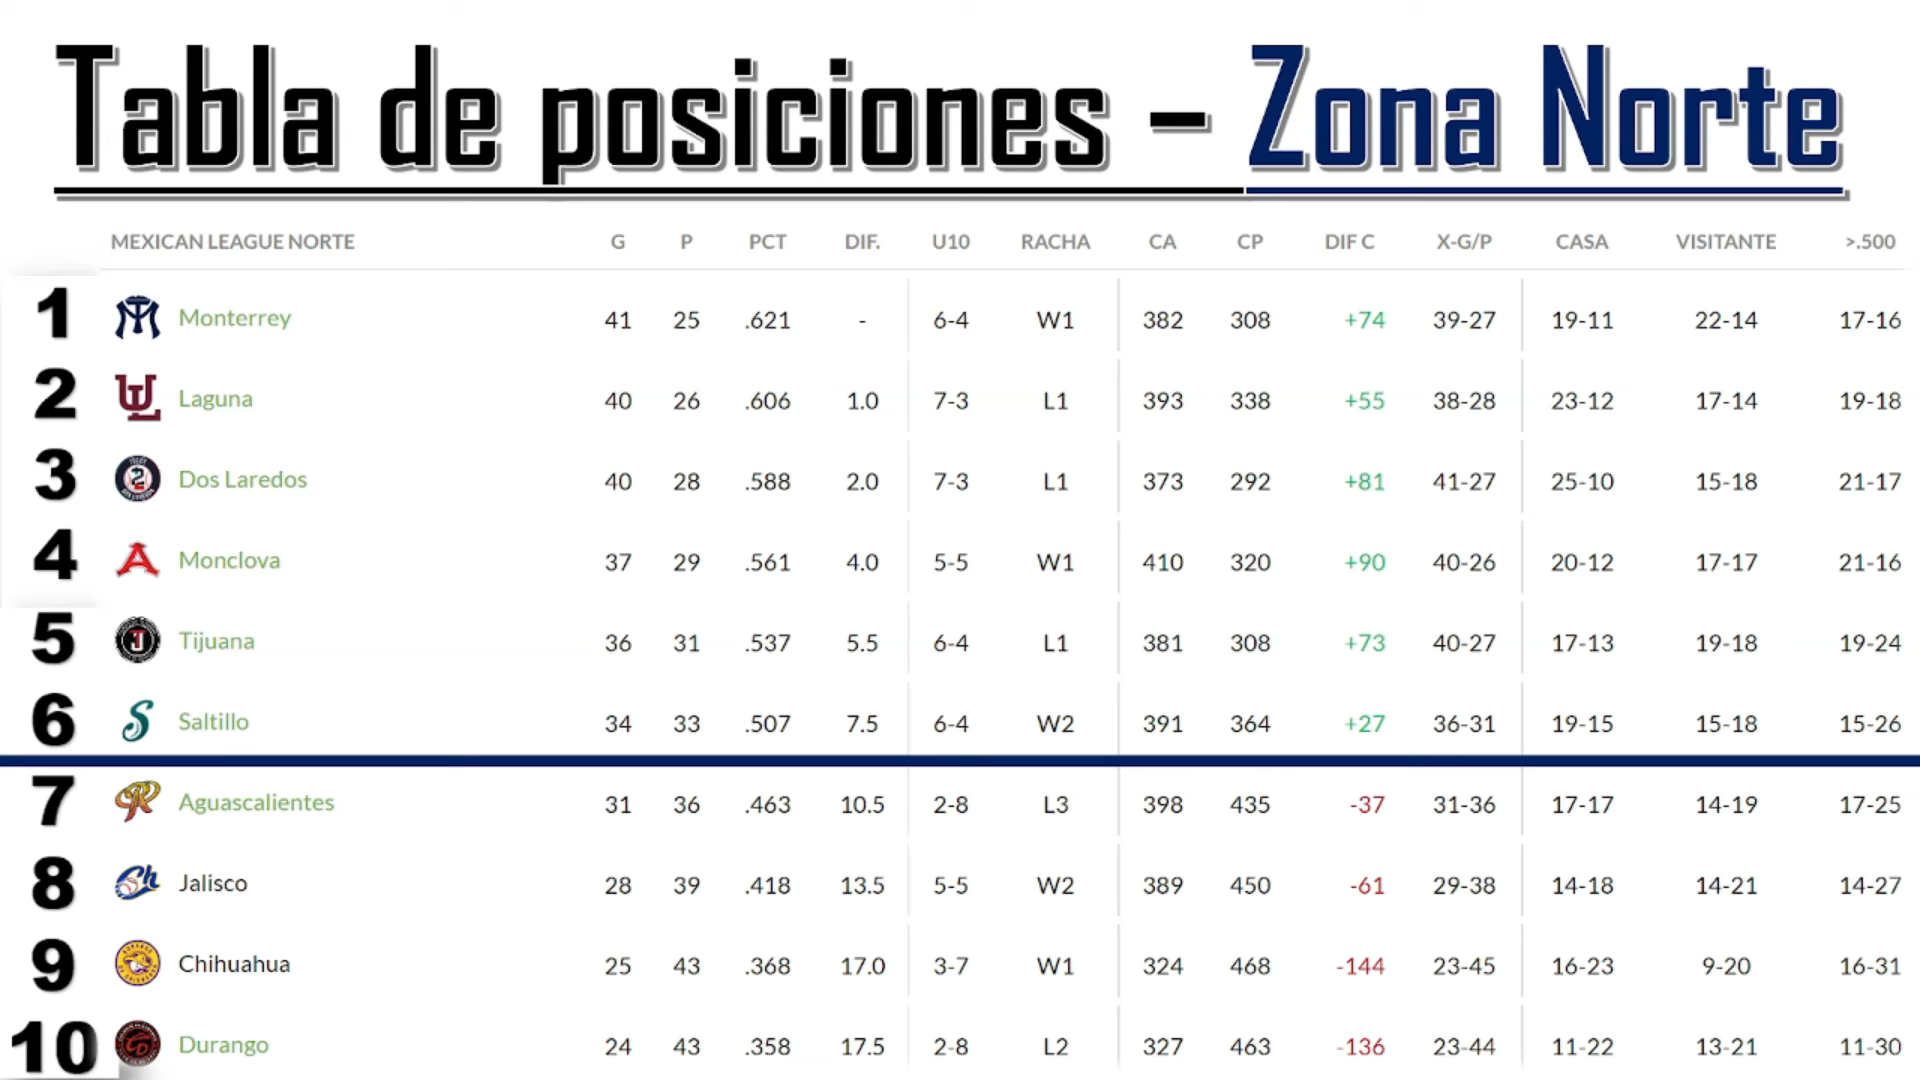 Tabla de posiciones – Zona Norte
MEXICAN LEAGUE NORTE G P PCT DIF. U10 RACHA CA CP DIF C X-G/P CASA VISITANTE >.500
1 Monterrey 41 25 .621 - 6-4 W1 382 308 +74 39-27 19-11 22-14 17-16
2 Laguna 40 26 .606 1.0 7-3 L1 393 338 +55 38-28 23-12 17-14 19-18
3 Dos Laredos 40 28 .588 2.0 7-3 L1 373 292 +81 41-27 25-10 15-18 21-17
4 Monclova 37 29 .561 4.0 5-5 W1 410 320 +90 40-26 20-12 17-17 21-16
5 Tijuana 36 31 .537 5.5 6-4 L1 381 308 +73 40-27 17-13 19-18 19-24
6 Saltillo 34 33 .507 7.5 6-4 W2 391 364 +27 36-31 19-15 15-18 15-26
7 Aguascalientes 31 36 .463 10.5 2-8 L3 398 435 -37 31-36 17-17 14-19 17-25
8 Jalisco 28 39 .418 13.5 5-5 W2 389 450 -61 29-38 14-18 14-21 14-27
9 Chihuahua 25 43 .368 17.0 3-7 W1 324 468 -144 23-45 16-23 9-20 16-31
10 Durango 24 43 .358 17.5 2-8 L2 327 463 -136 23-44 11-22 13-21 11-30